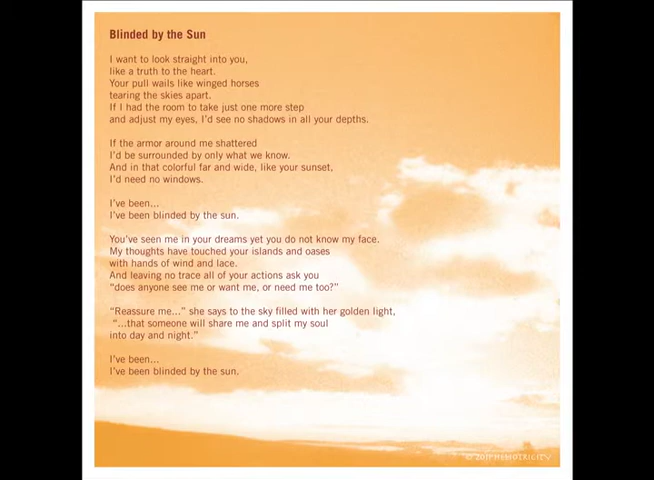 Blinded by the Sun
I want to look straight into you,
like a truth to the heart.
Your pull wails like winged horses
tearing the skies apart.
If I had the room to take just one more step
and adjust my eyes, I'd see no shadows in all your depths.
If the armor around me shattered
I'd be surrounded by only what we know.
And in that colorful far and wide, like your sunset,
I'd need no windows.
I've been...
I've been blinded by the sun.
You've seen me in your dreams yet you do not know my face.
My thoughts have touched your islands and oases
with hands of wind and lace.
And leaving no trace all of your actions ask you
“does anyone see me or want me, or need me too?”
“Reassure me...” she says to the sky filled with her golden light,
“...that someone will share me and split my soul
into day and night.”
I've been...
I've been blinded by the sun.